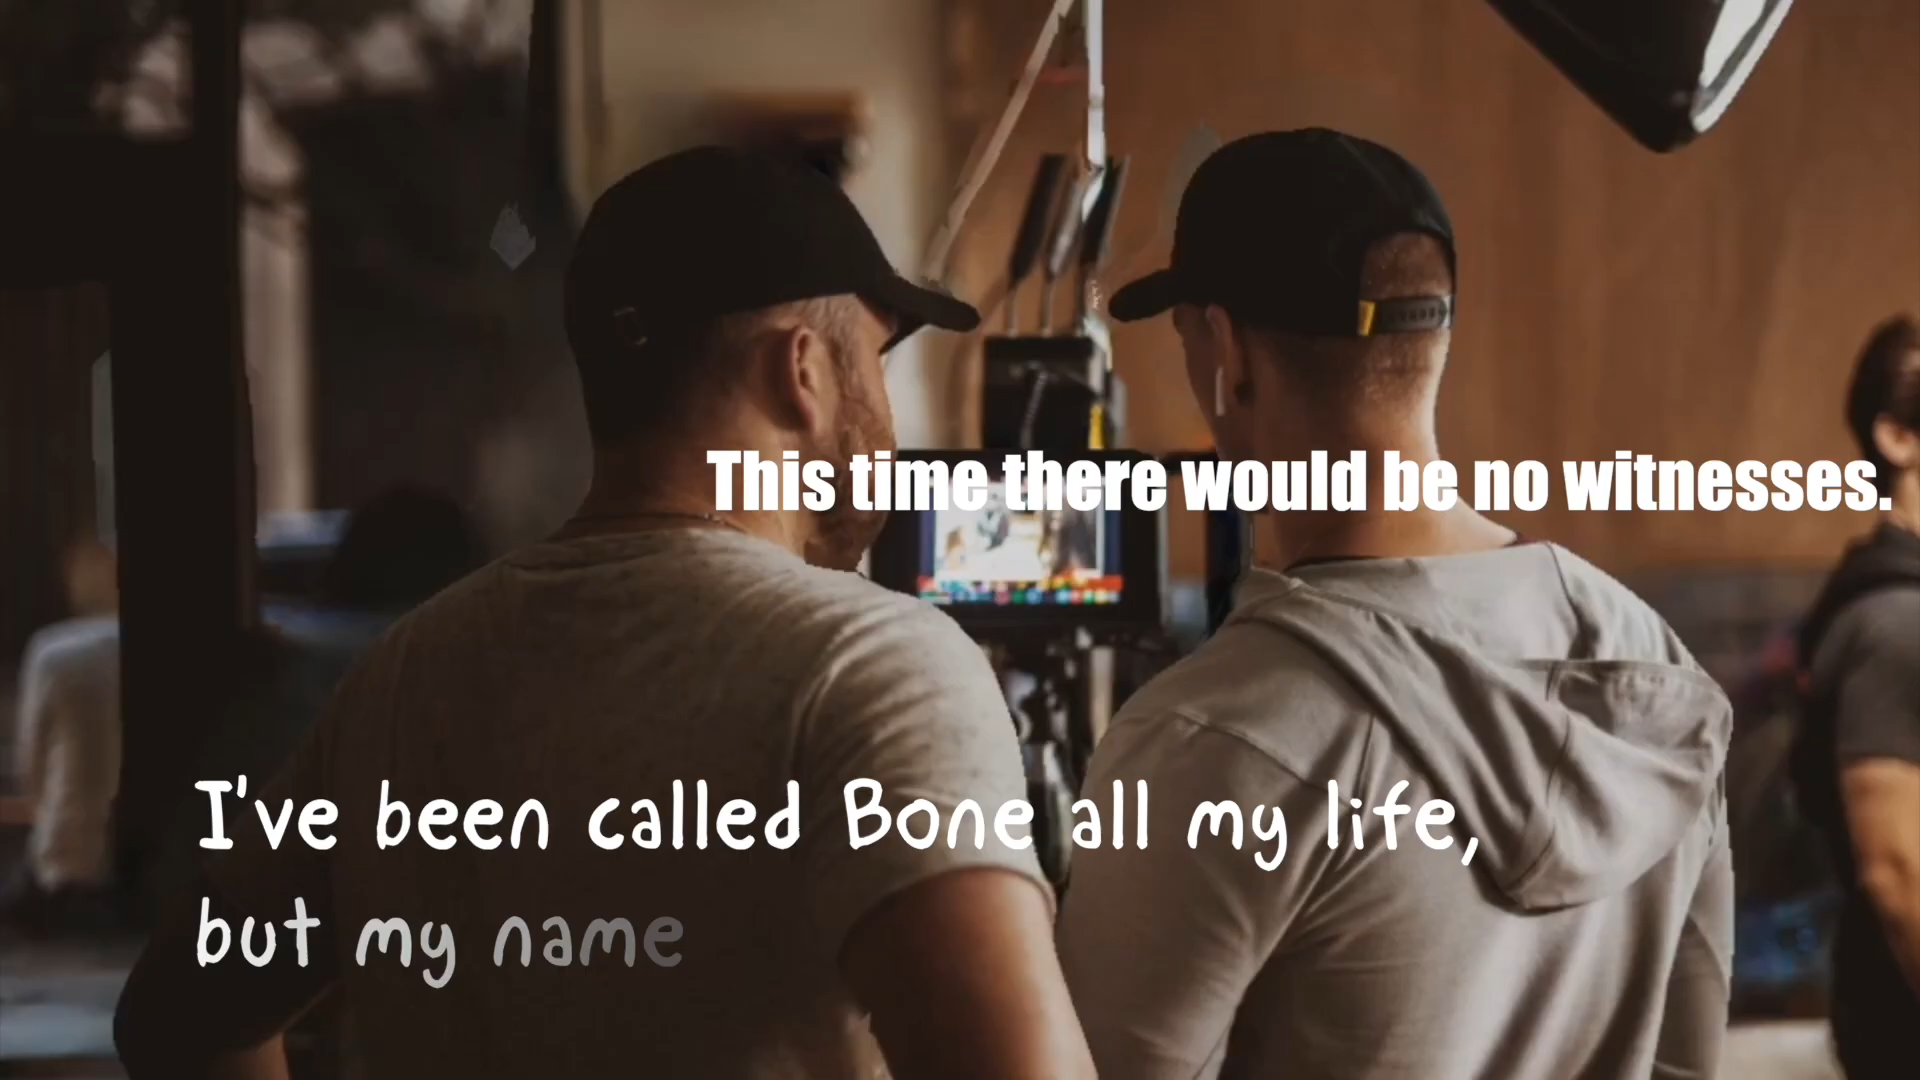 This time there would be no witnesses.
I've been called Bone all my life,
but my name